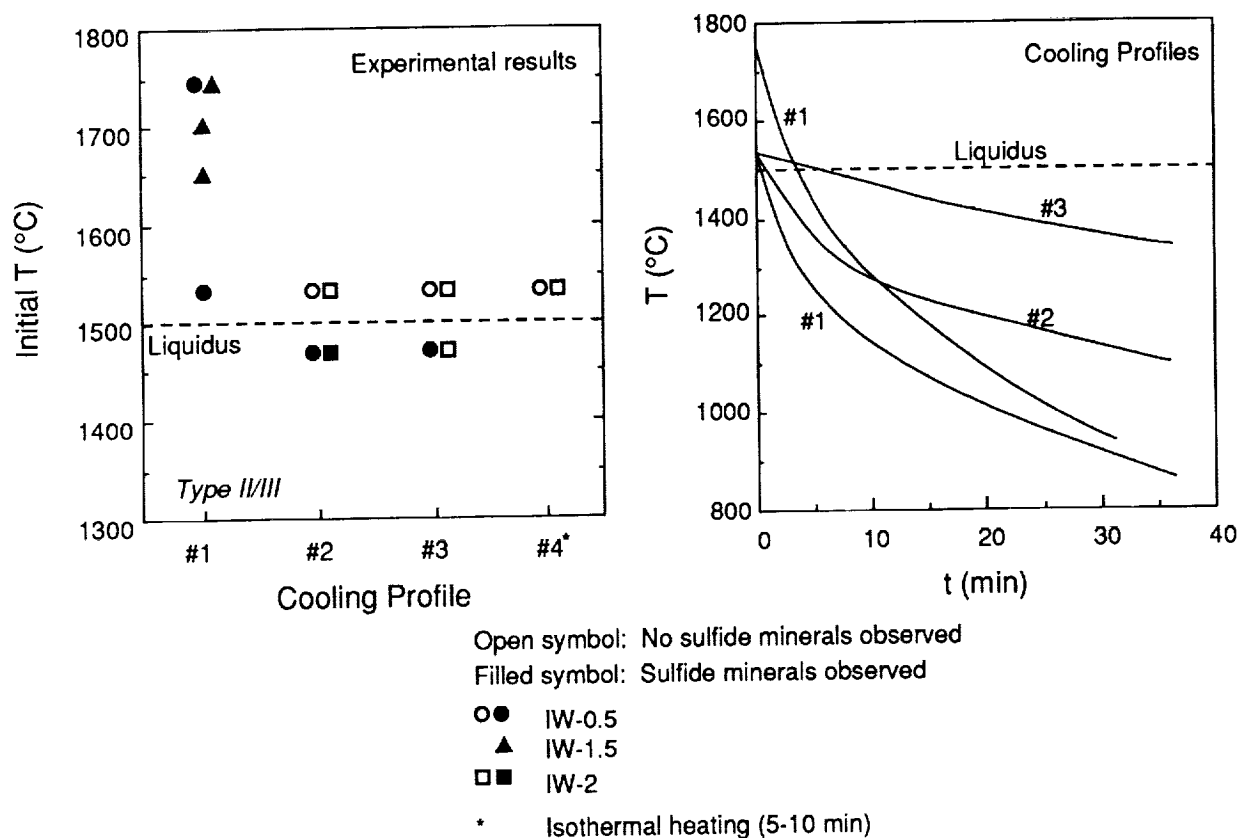 1800
1700
1600
1500
1400
1300
Initial T (°C)
Experimental results
Liquidus
Type II/III
#1
#2
#3
#4*
Cooling Profile
1800
1600
1400
1200
1000
800
T (°C)
Cooling Profiles
#1
Liquidus
#3
#2
#1
0
10
20
30
40
t (min)
Open symbol: No sulfide minerals observed
Filled symbol: Sulfide minerals observed
IW-0.5
IW-1.5
IW-2
* Isothermal heating (5-10 min)